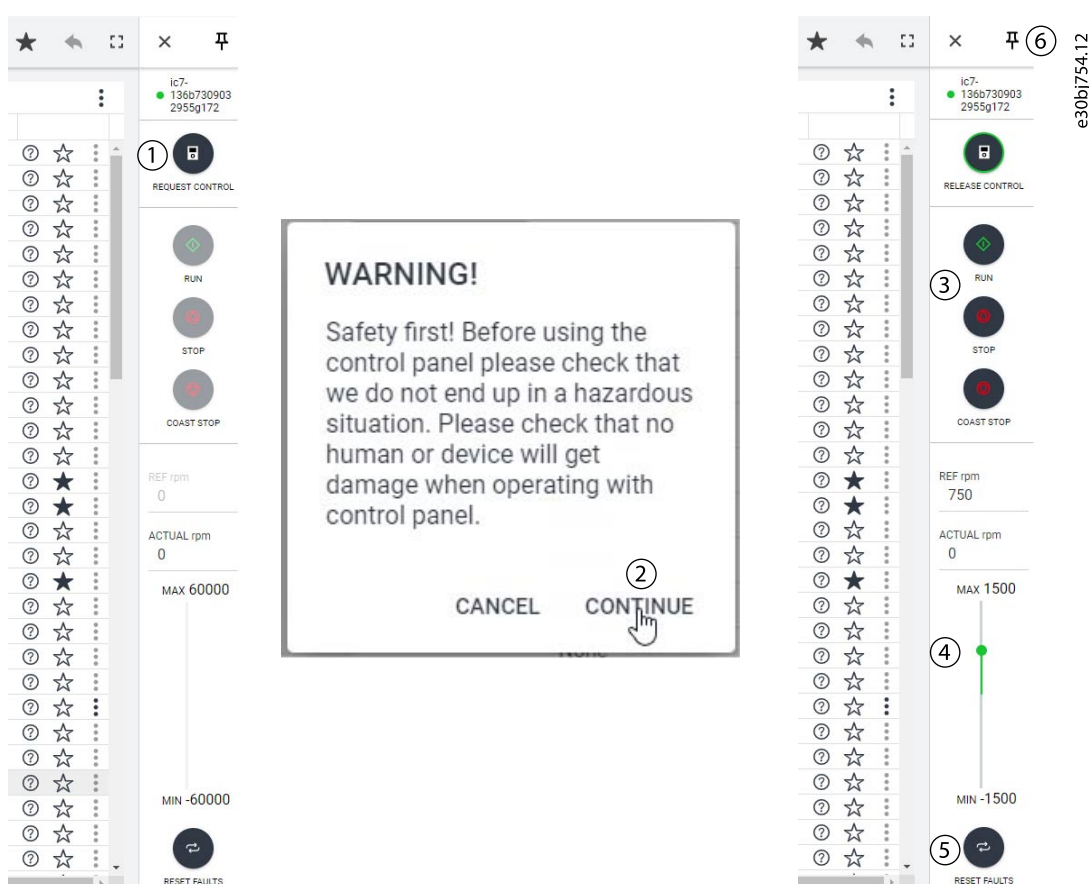 ic7-
136b730903
2955g172
1
REQUEST CONTROL
RUN
STOP
COAST STOP
REF rpm
0
ACTUAL rpm
0
MAX 60000
MIN -60000
RESET FAULTS
WARNING!
Safety first! Before using the
control panel please check that
we do not end up in a hazardous
situation. Please check that no
human or device will get
damage when operating with
control panel.
2
CANCEL CONTINUE
None
6
ic7-
136b730903
2955g172
RELEASE CONTROL
RUN
3
STOP
COAST STOP
REF rpm
750
ACTUAL rpm
0
MAX 1500
4
MIN -1500
5
RESET FAULTS
e30bi754.12